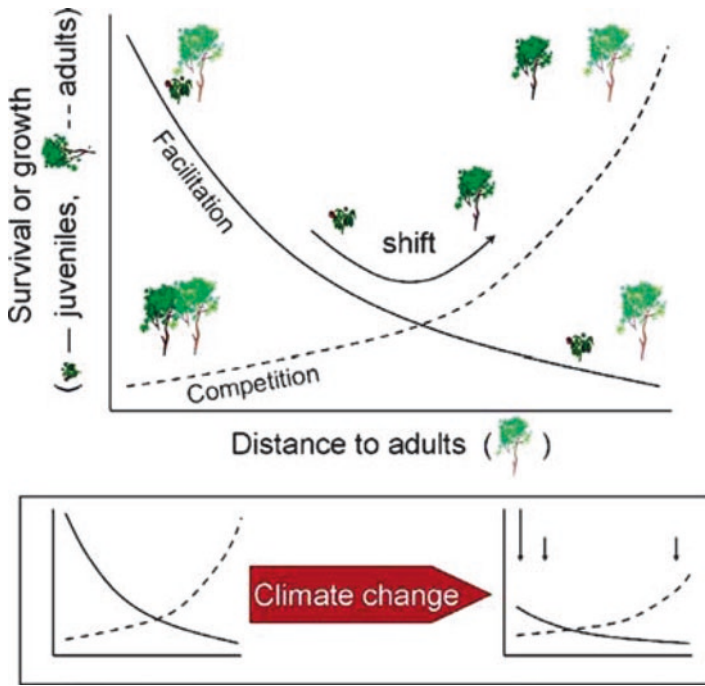 Survival or growth
( — juveniles, --- adults)
Facilitation
shift
Competition
Distance to adults ( )
Climate change